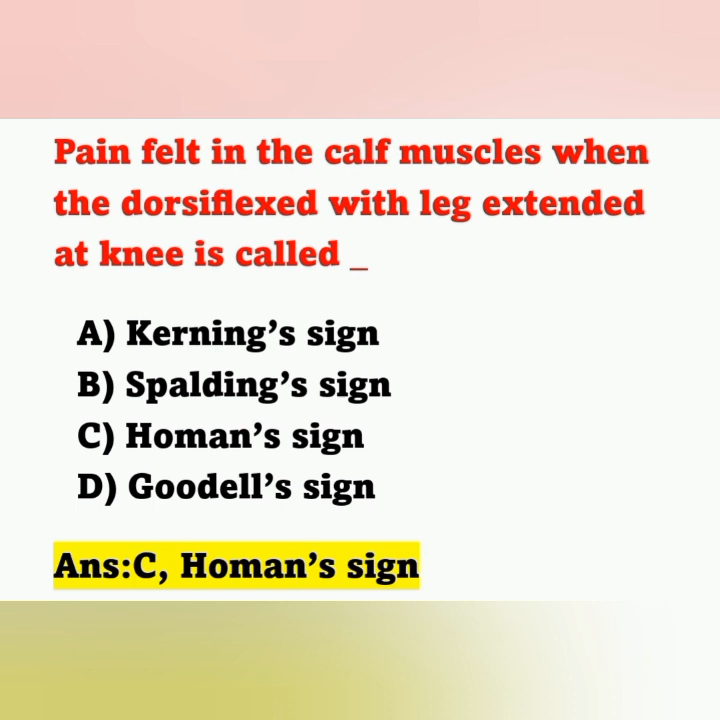 Pain felt in the calf muscles when
the dorsiflexed with leg extended
at knee is called _
A) Kerning’s sign
B) Spalding’s sign
C) Homan’s sign
D) Goodell’s sign
Ans:C, Homan’s sign